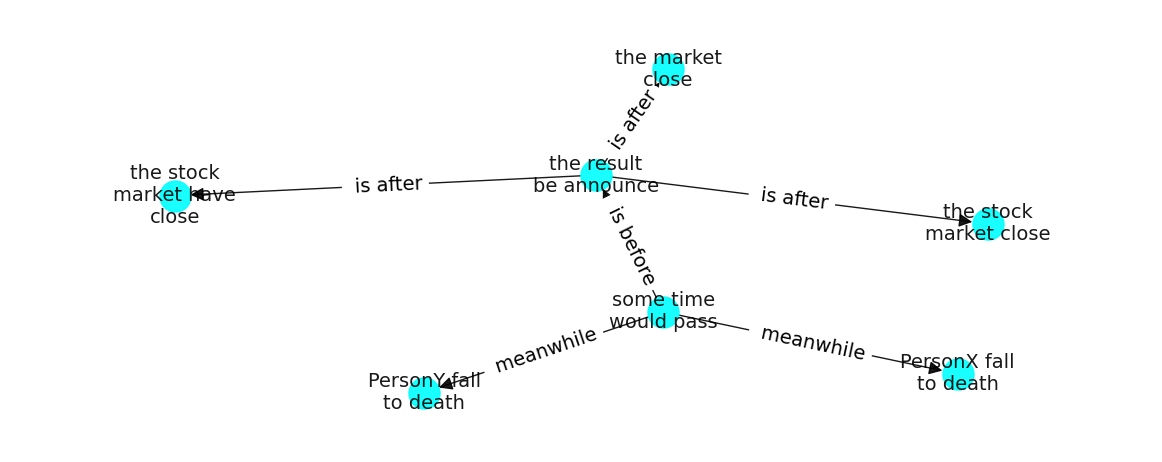 the market
close
is after
the result
be announce
the stock
market have
close
is after
is after
the stock
market close
is before
some time
would pass
meanwhile
meanwhile
PersonY fall
to death
PersonX fall
to death